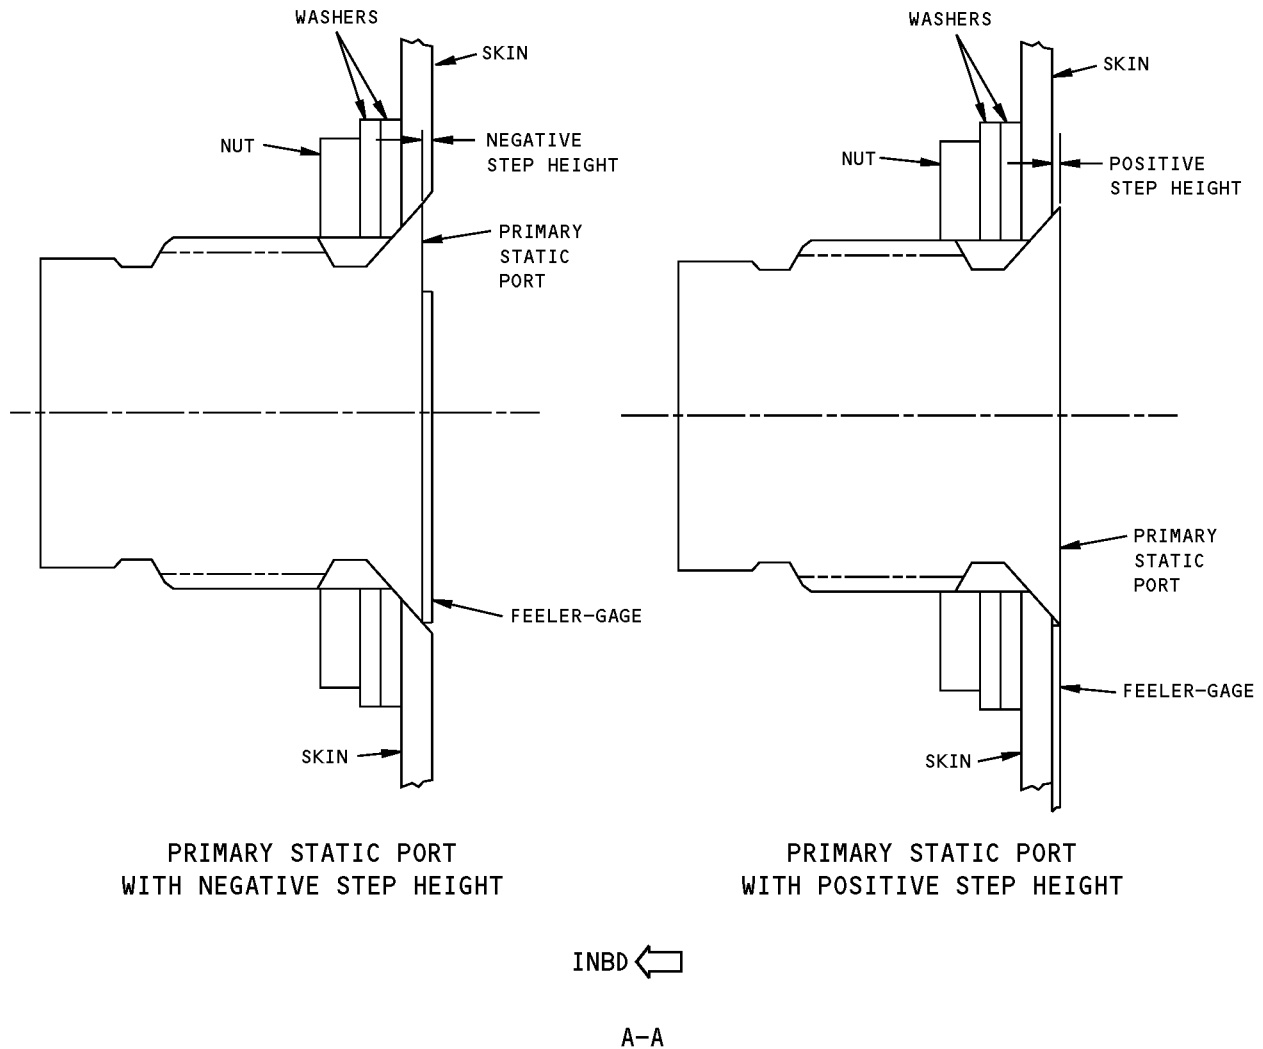 WASHERS
SKIN
NUT
NEGATIVE
STEP HEIGHT
PRIMARY
STATIC
PORT
FEELER-GAGE
SKIN
PRIMARY STATIC PORT
WITH NEGATIVE STEP HEIGHT
WASHERS
SKIN
NUT
POSITIVE
STEP HEIGHT
PRIMARY
STATIC
PORT
FEELER-GAGE
SKIN
PRIMARY STATIC PORT
WITH POSITIVE STEP HEIGHT
INBD
A-A